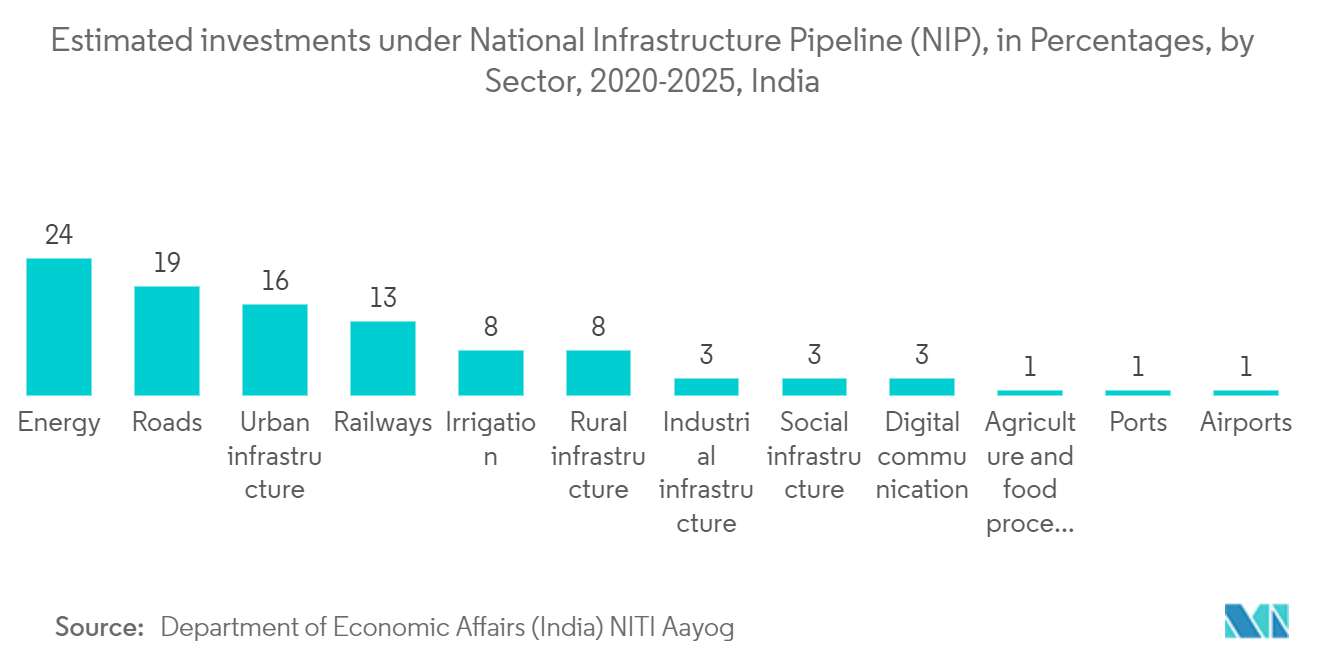 Estimated investments under National Infrastructure Pipeline (NIP), in Percentages, by
Sector, 2020-2025, India
24
19
16
13
8
8
3
3
3
1
1
1
Energy
Roads
Urban
infrastru
cture
Railways
Irrigatio
n
Rural
infrastru
cture
Industri
al
infrastru
cture
Social
infrastru
cture
Digital
commu
nication
Agricult
ure and
food
proce...
Ports
Airports
Source: Department of Economic Affairs (India) NITI Aayog